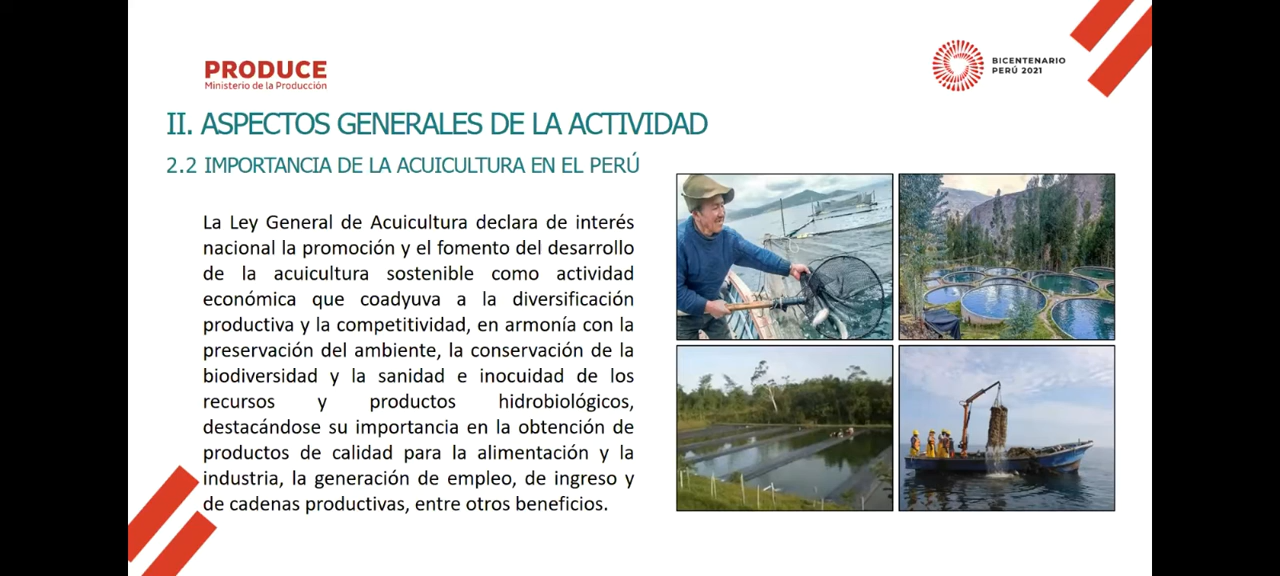 PRODUCE
Ministerio de la Producción
BICENTENARIO
PERÚ 2021
II. ASPECTOS GENERALES DE LA ACTIVIDAD
2.2 IMPORTANCIA DE LA ACUICULTURA EN EL PERÚ
La Ley General de Acuicultura declara de interés
nacional la promoción y el fomento del desarrollo
de la acuicultura sostenible como actividad
económica que coadyuva a la diversificación
productiva y la competitividad, en armonía con la
preservación del ambiente, la conservación de la
biodiversidad y la sanidad e inocuidad de los
recursos y productos hidrobiológicos,
destacándose su importancia en la obtención de
productos de calidad para la alimentación y la
industria, la generación de empleo, de ingreso y
de cadenas productivas, entre otros beneficios.